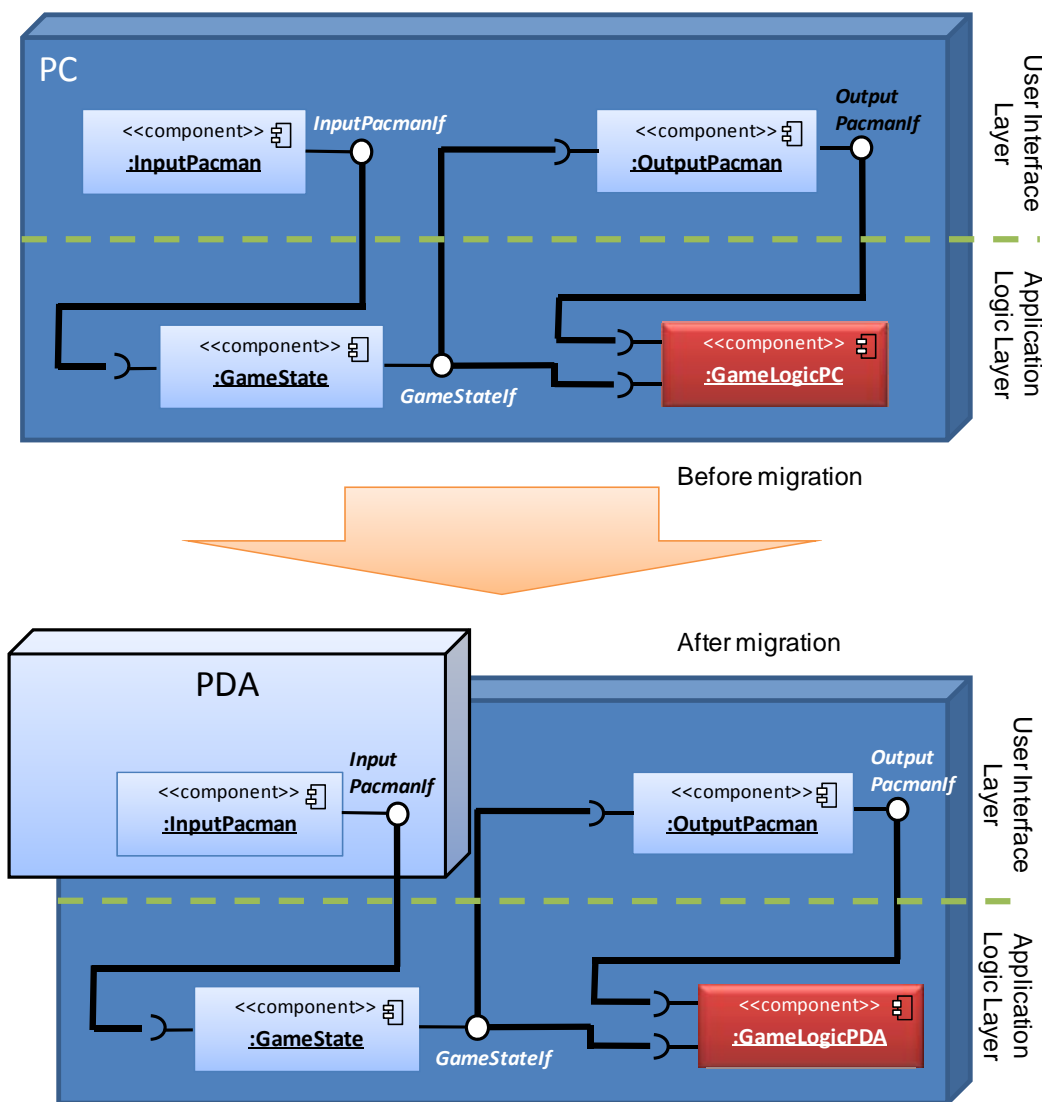 PC
<<component>>
:InputPacman
InputPacmanIf
<<component>>
:OutputPacman
Output
PacmanIf
User Interface
Layer
<<component>>
:GameState
GameStateIf
<<component>>
:GameLogicPC
Application
Logic Layer
Before migration
After migration
PDA
<<component>>
:InputPacman
Input
PacmanIf
<<component>>
:OutputPacman
Output
PacmanIf
User Interface
Layer
<<component>>
:GameState
GameStateIf
<<component>>
:GameLogicPDA
Application
Logic Layer